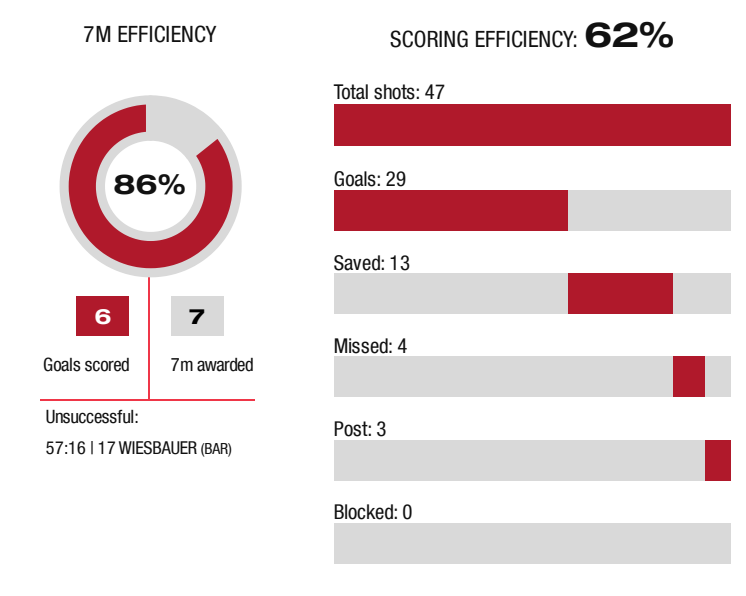 7M EFFICIENCY
86%
6
7
Goals scored
7m awarded
Unsuccessful:
57:16 | 17 WIESBAUER (BAR)
SCORING EFFICIENCY: 62%
Total shots: 47
Goals: 29
Saved: 13
Missed: 4
Post: 3
Blocked: 0